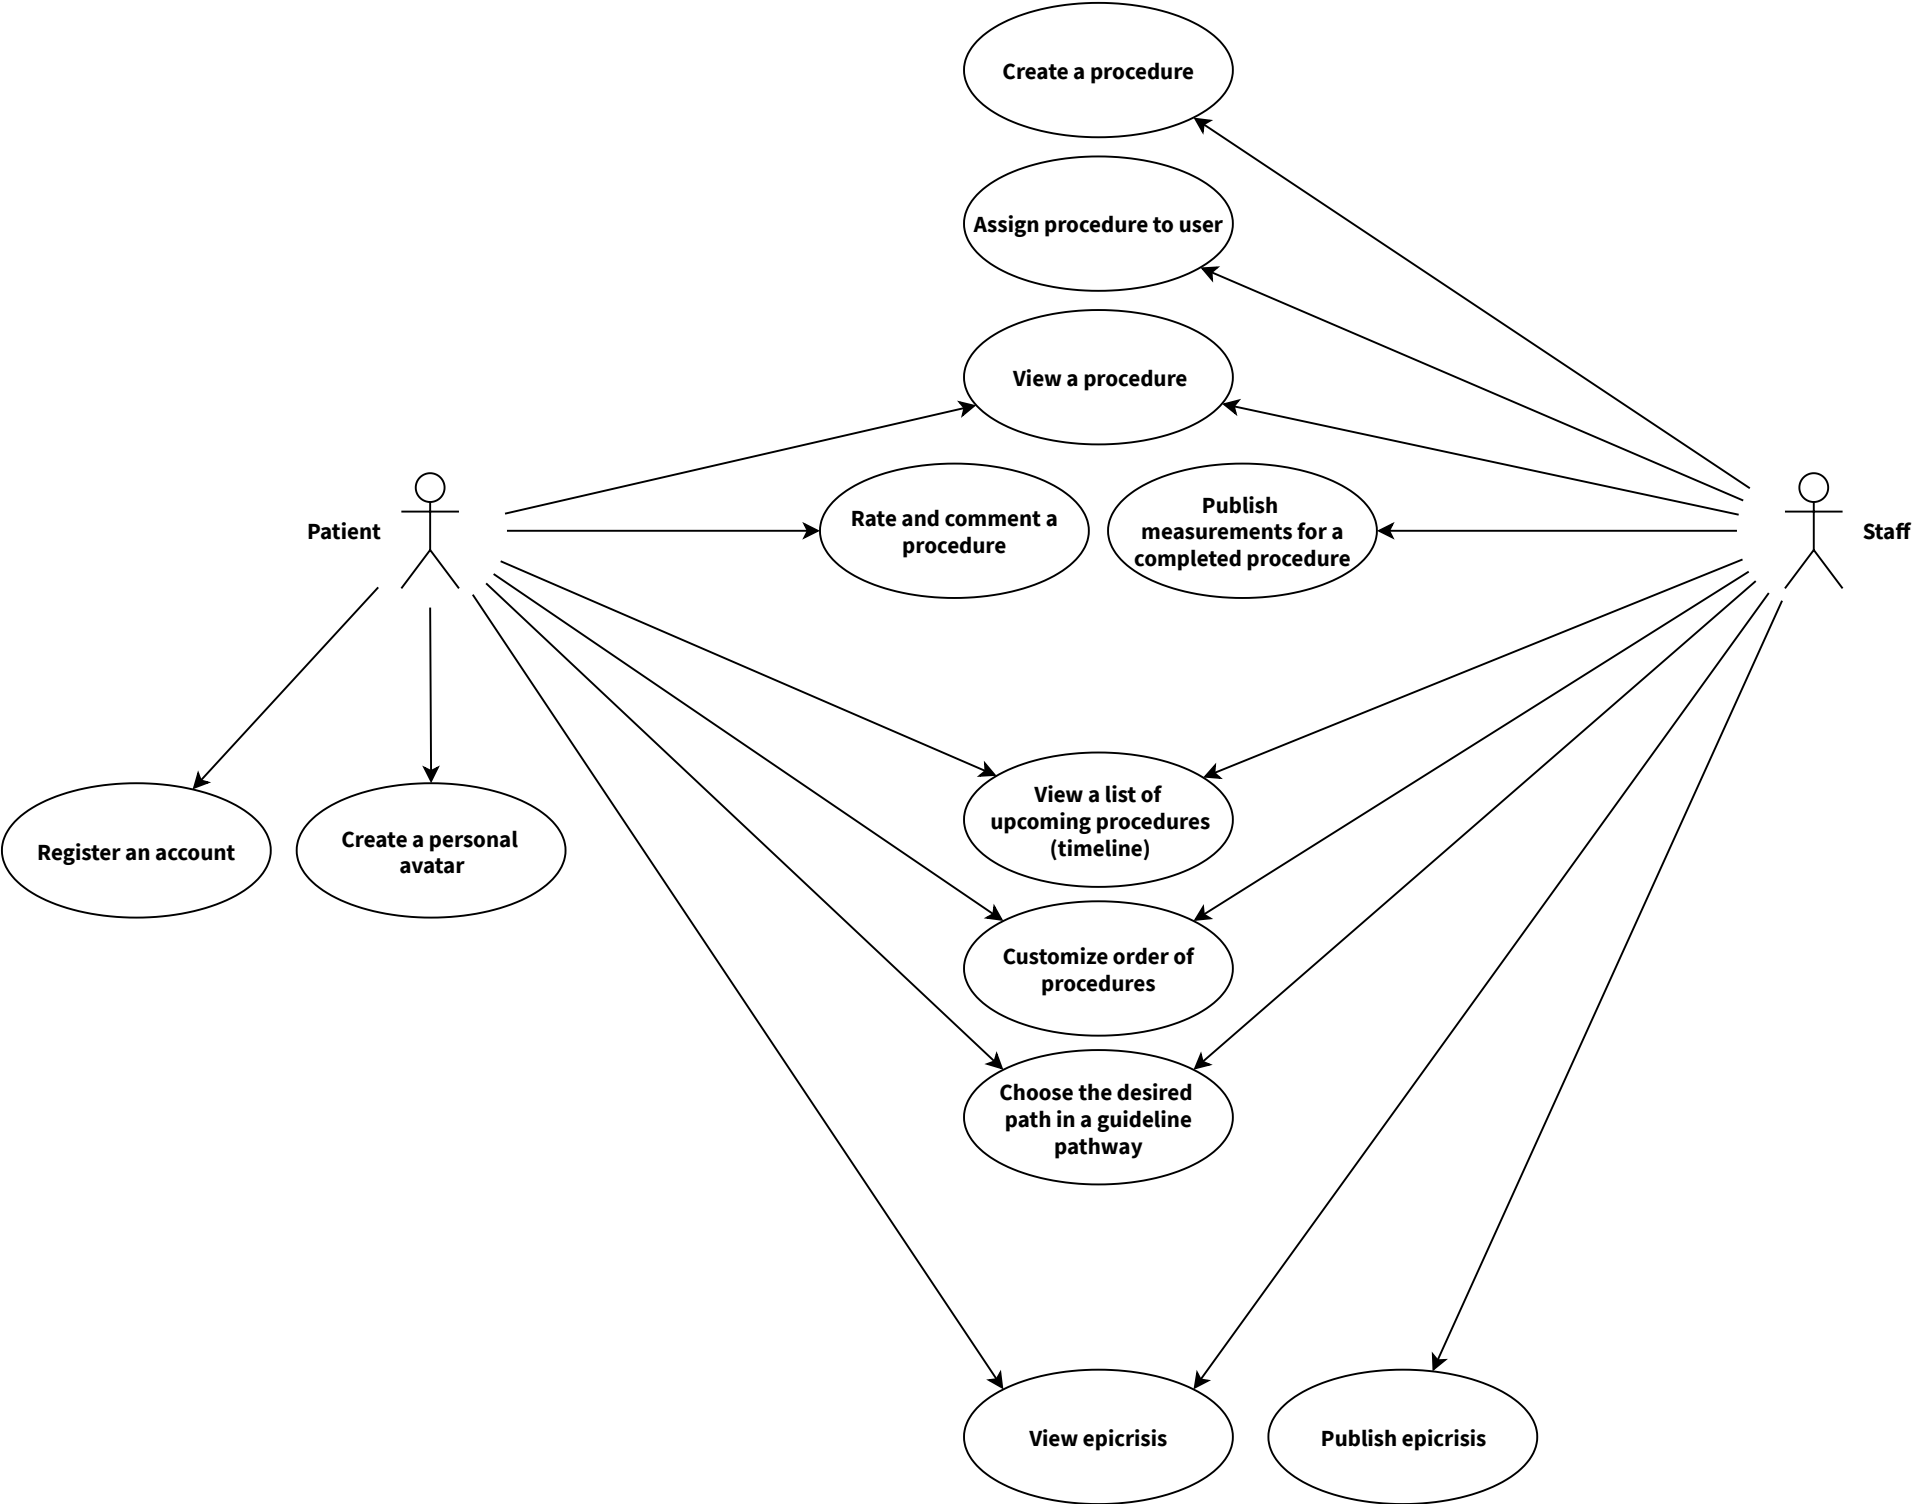 Create a procedure
Assign procedure to user
View a procedure
Patient
Rate and comment a
procedure
Publish
measurements for a
completed procedure
Staff
Register an account
Create a personal
avatar
View a list of
upcoming procedures
(timeline)
Customize order of
procedures
Choose the desired
path in a guideline
pathway
View epicrisis
Publish epicrisis